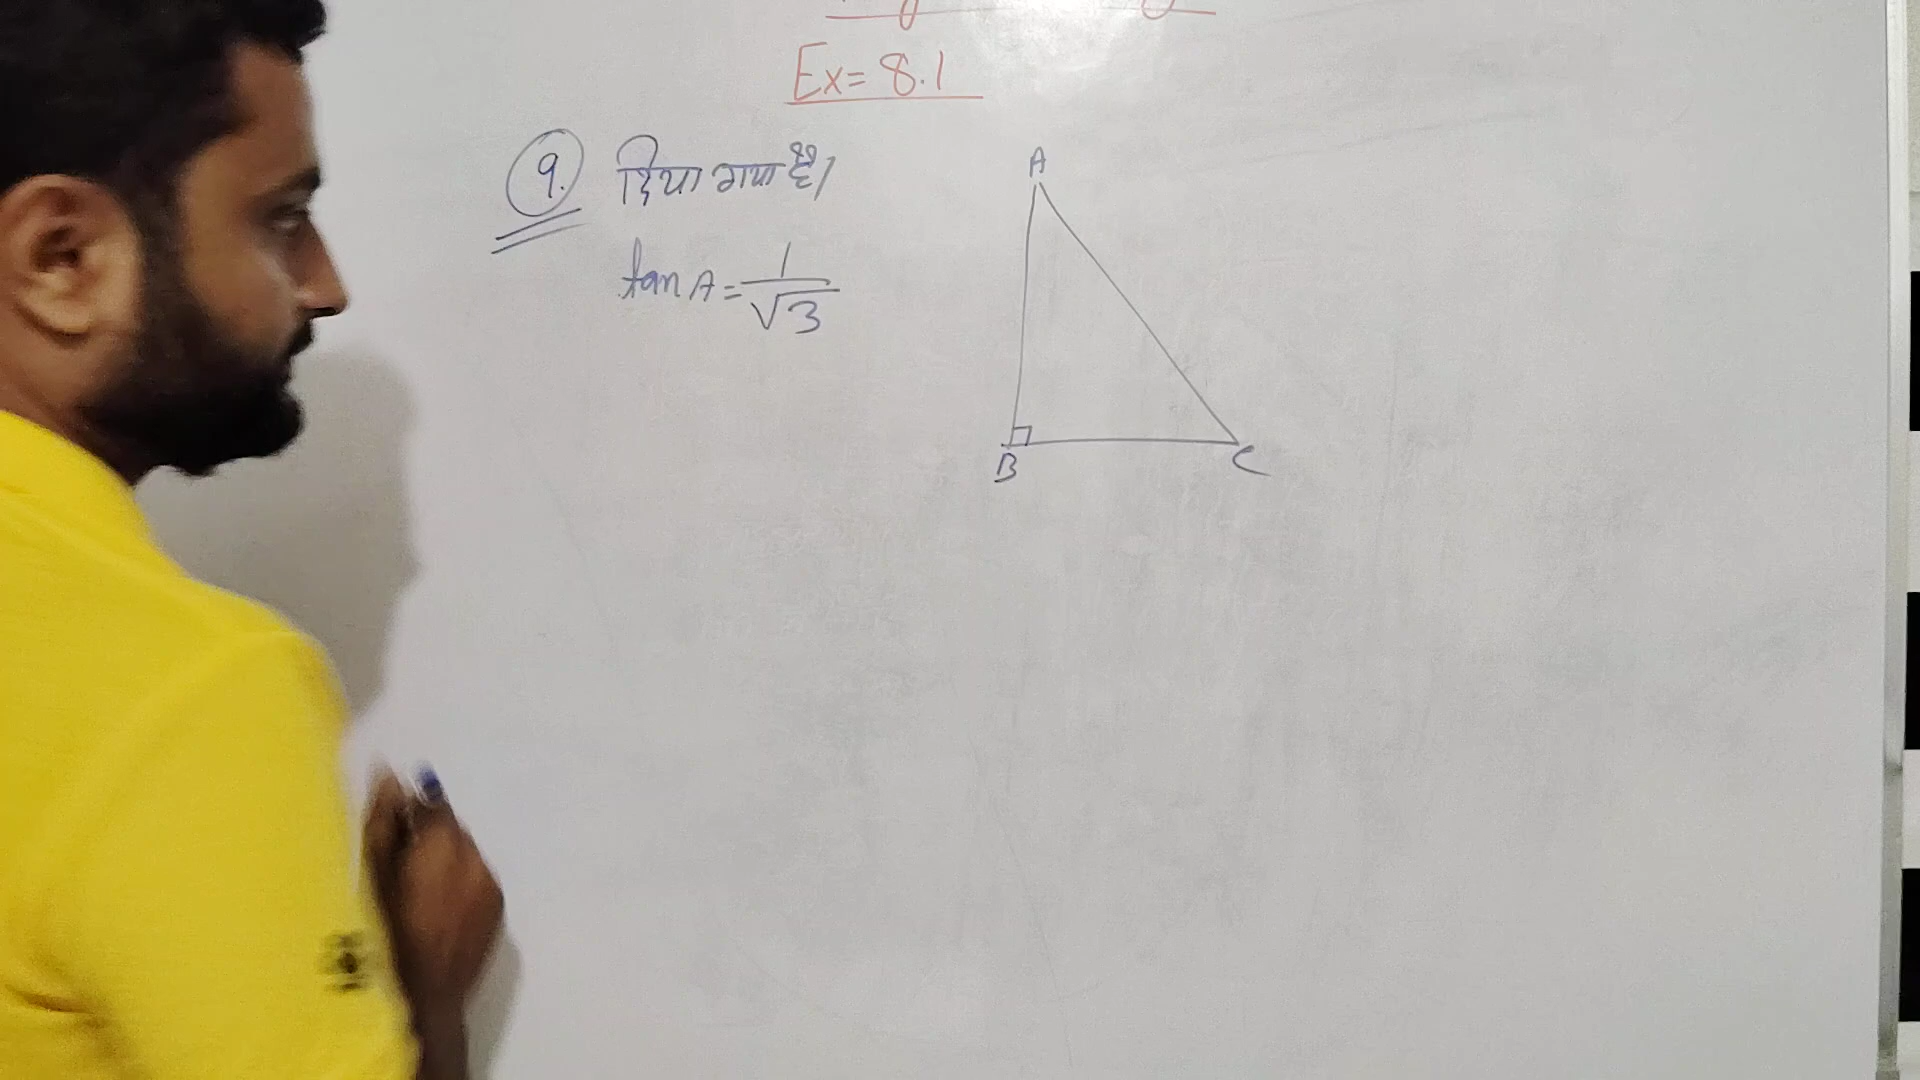 Ex= 8.1
9. दिया गया है।
tan A = 1/√3
A
B
C